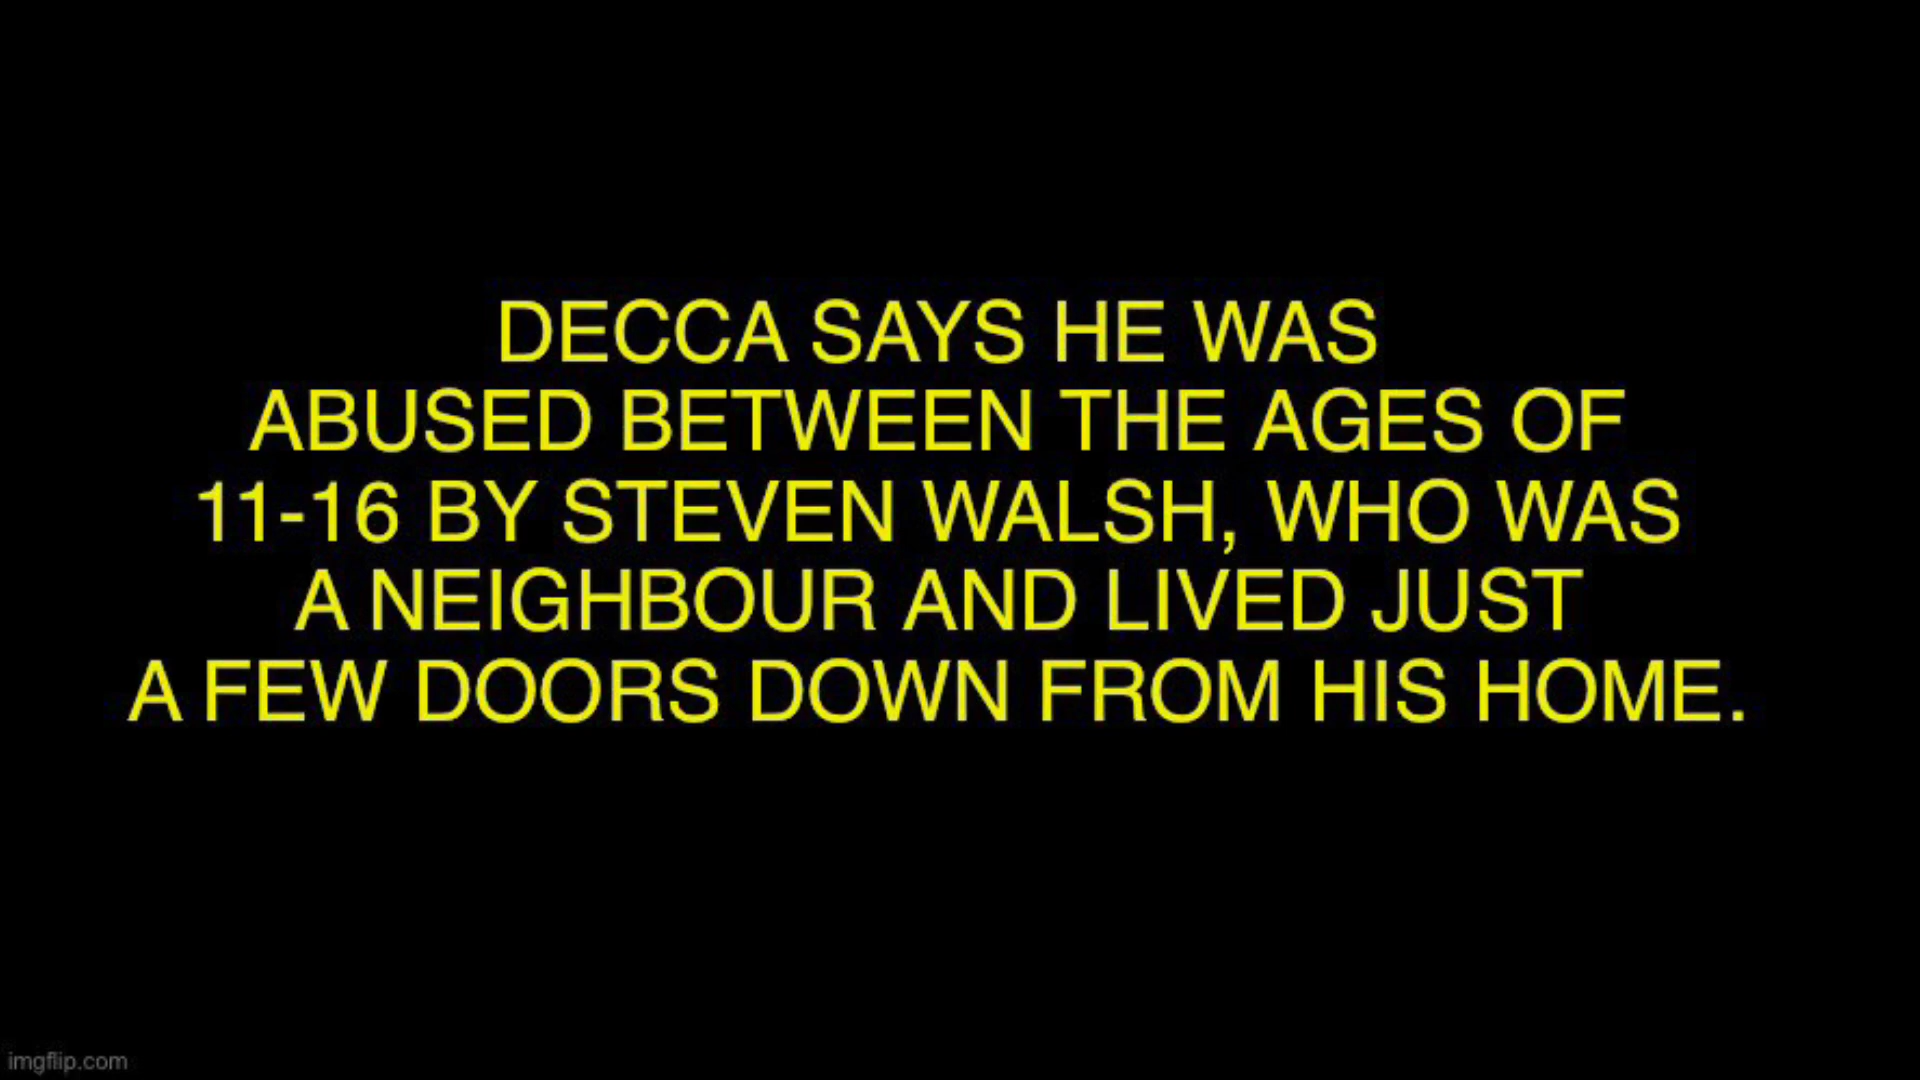 DECCA SAYS HE WAS
ABUSED BETWEEN THE AGES OF
11-16 BY STEVEN WALSH, WHO WAS
A NEIGHBOUR AND LIVED JUST
A FEW DOORS DOWN FROM HIS HOME.
imgflip.com